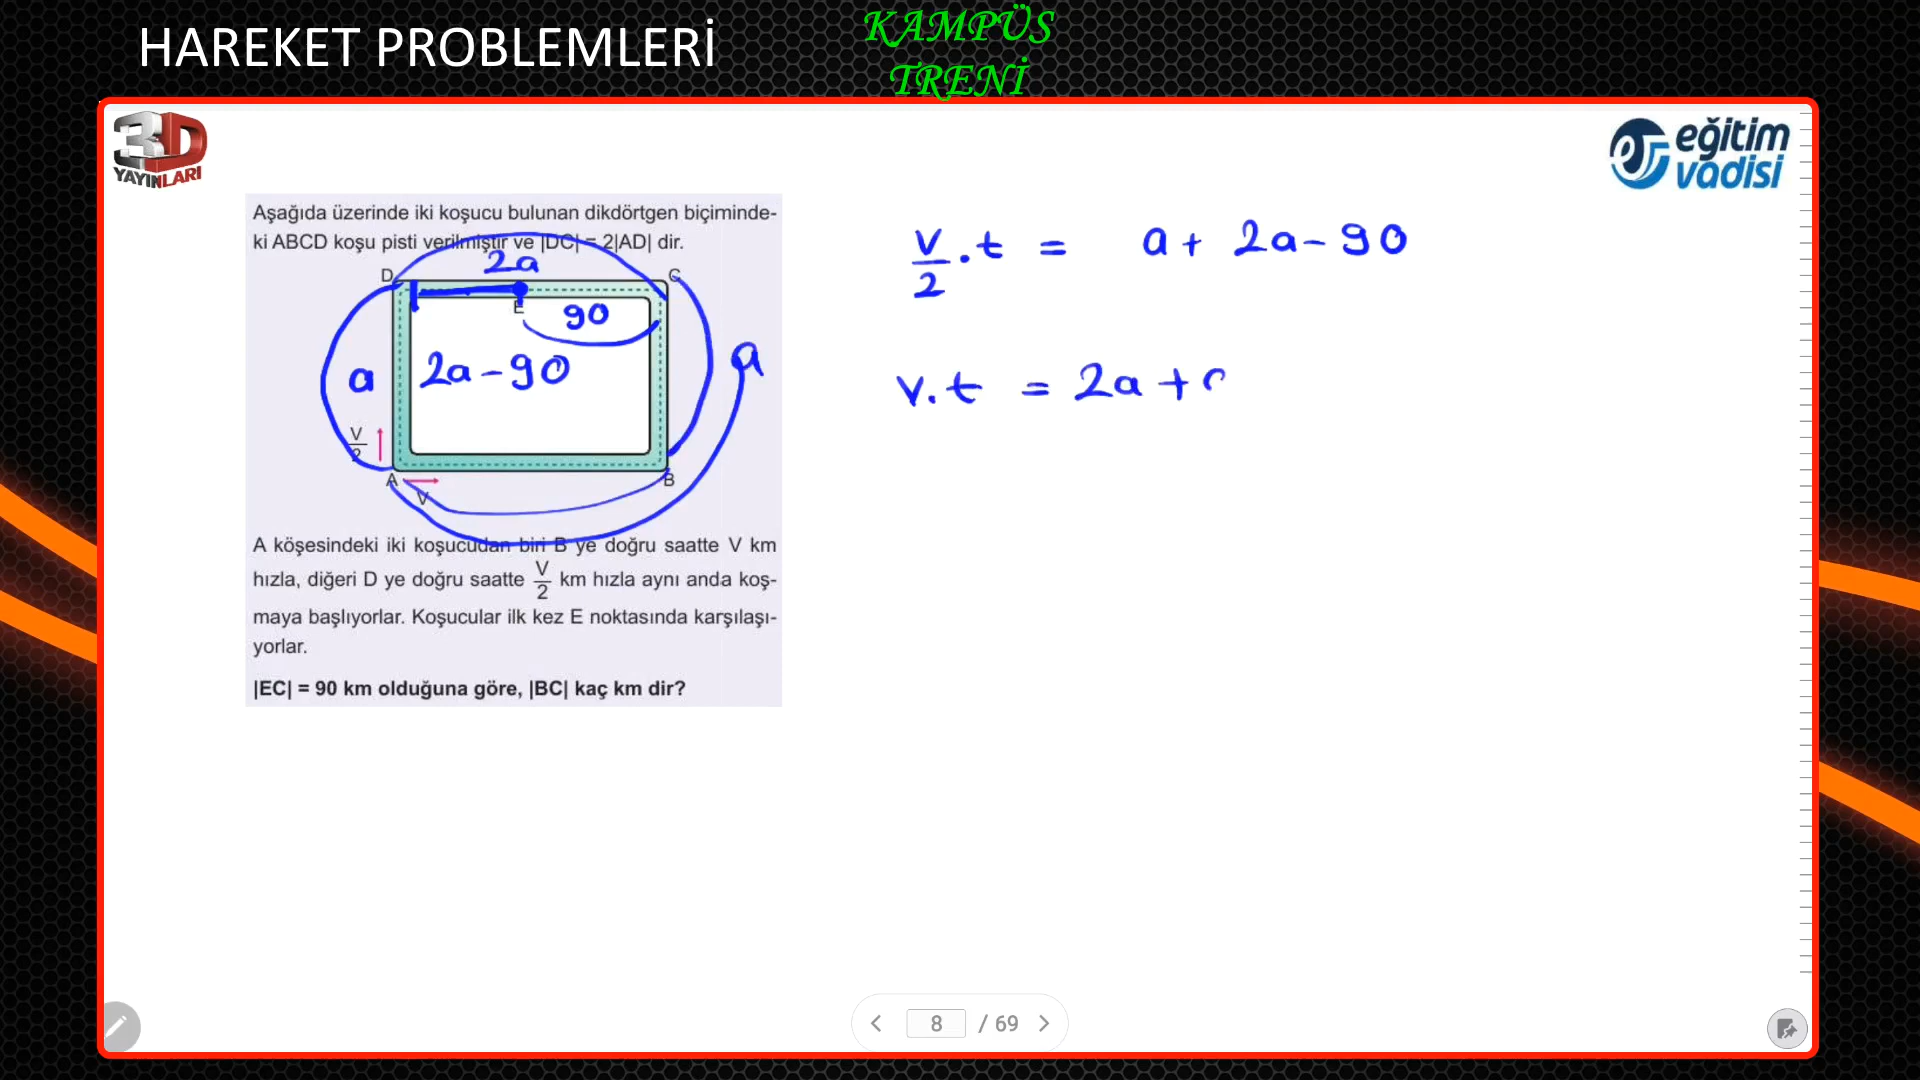 HAREKET PROBLEMLERİ
KAMPÜS
TRENİ
3D
YAYINLARI
eğitim
vadisi
Aşağıda üzerinde iki koşucu bulunan dikdörtgen biçiminde-
ki ABCD koşu pisti verilmiştir ve |DC| = 2|AD| dir.
2a
D
C
E
90
a
2a-90
a
V
2
A
B
V
A köşesindeki iki koşucudan biri B ye doğru saatte V km
hızla, diğeri D ye doğru saatte V/2 km hızla aynı anda koş-
maya başlıyorlar. Koşucular ilk kez E noktasında karşılaşı-
yorlar.
|EC| = 90 km olduğuna göre, |BC| kaç km dir?
v/2 . t = a + 2a - 90
v. t = 2a +
8 / 69